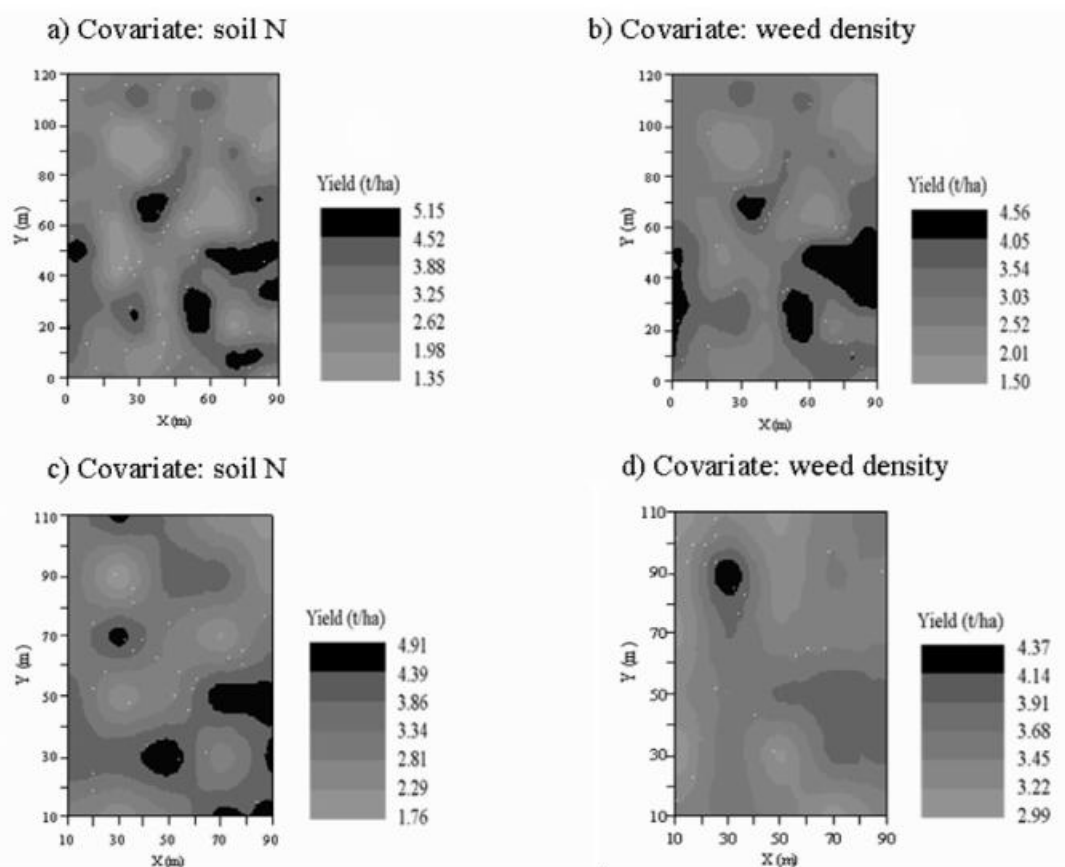 a) Covariate: soil N
120
100
80
60
40
20
0
Y (m)
0 30 60 90
X (m)
Yield (t/ha)
5.15
4.52
3.88
3.25
2.62
1.98
1.35
b) Covariate: weed density
120
100
80
60
40
20
0
Y (m)
0 30 60 90
X (m)
Yield (t/ha)
4.56
4.05
3.54
3.03
2.52
2.01
1.50
c) Covariate: soil N
110
90
70
50
30
10
Y (m)
10 30 50 70 90
X (m)
Yield (t/ha)
4.91
4.39
3.86
3.34
2.81
2.29
1.76
d) Covariate: weed density
110
90
70
50
30
10
Y (m)
10 30 50 70 90
X (m)
Yield (t/ha)
4.37
4.14
3.91
3.68
3.45
3.22
2.99